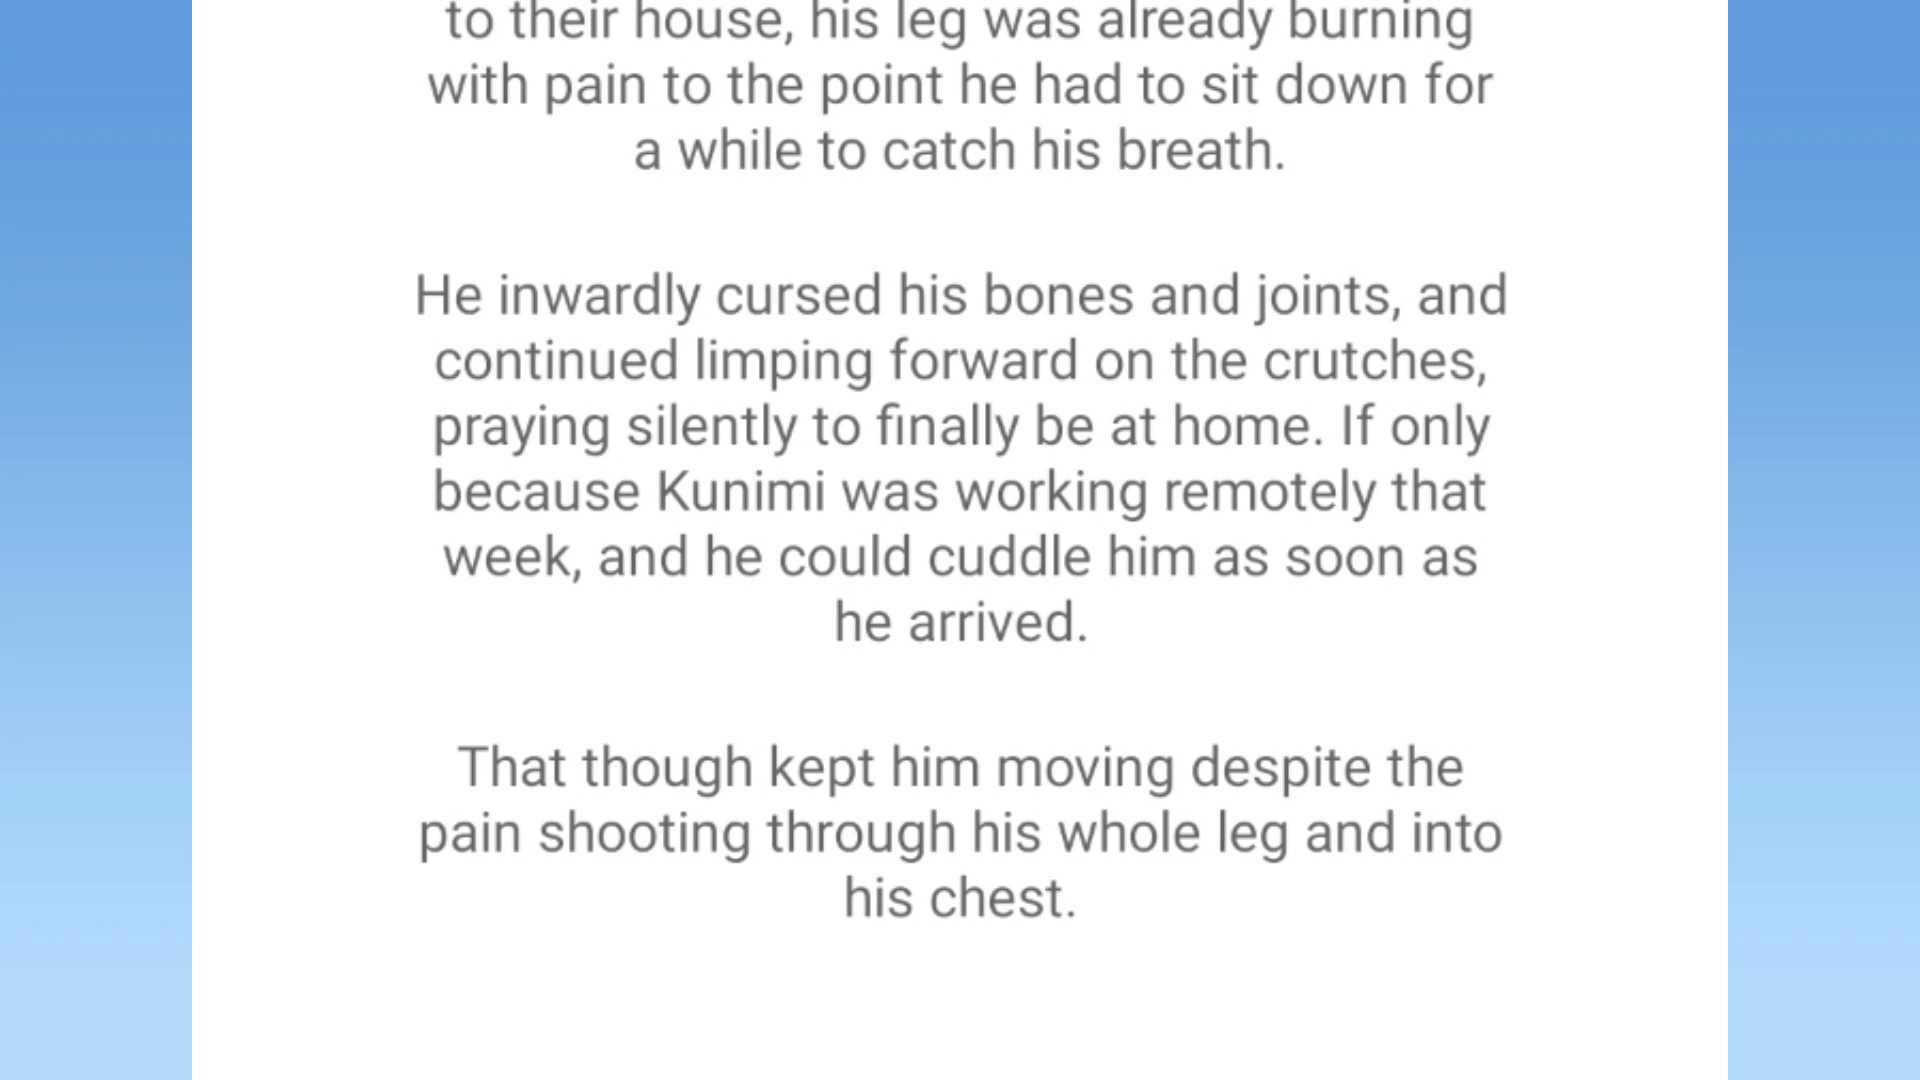 to their house, his leg was already burning
with pain to the point he had to sit down for
a while to catch his breath.
He inwardly cursed his bones and joints, and
continued limping forward on the crutches,
praying silently to finally be at home. If only
because Kunimi was working remotely that
week, and he could cuddle him as soon as
he arrived.
That though kept him moving despite the
pain shooting through his whole leg and into
his chest.